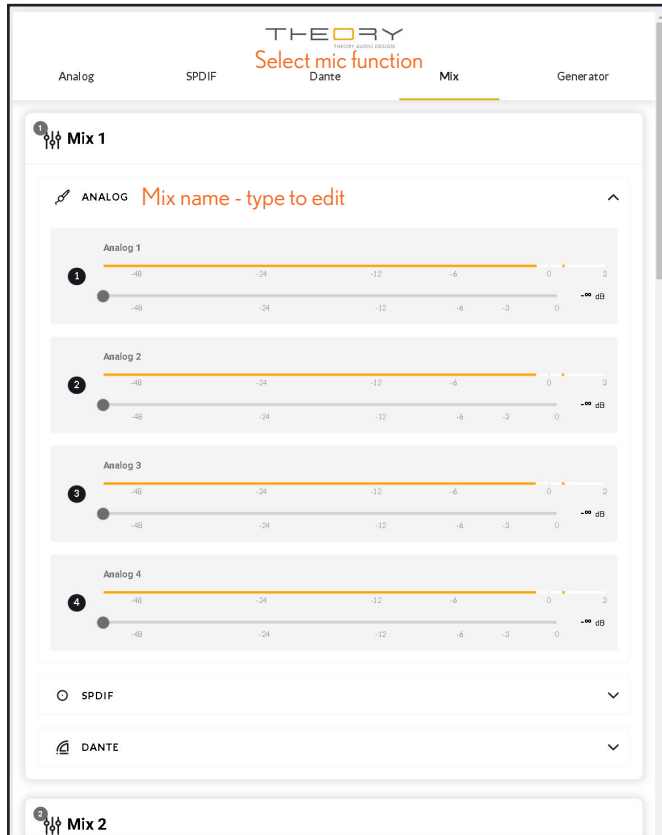 THEORY
THEORY AUDIO DESIGN
Select mic function
Analog SPDIF Dante Mix Generator
1
Mix 1
ANALOG Mix name - type to edit
Analog 1
1
-48 -24 -12 -6 0 3
-∞ dB
-48 -24 -12 -6 -3 0
Analog 2
2
-48 -24 -12 -6 0 3
-∞ dB
-48 -24 -12 -6 -3 0
Analog 3
3
-48 -24 -12 -6 0 3
-∞ dB
-48 -24 -12 -6 -3 0
Analog 4
4
-48 -24 -12 -6 0 3
-∞ dB
-48 -24 -12 -6 -3 0
SPDIF
DANTE
2
Mix 2